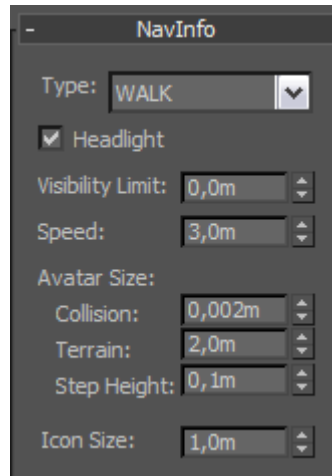 - NavInfo
Type: WALK
Headlight
Visibility Limit: 0,0m
Speed: 3,0m
Avatar Size:
Collision: 0,002m
Terrain: 2,0m
Step Height: 0,1m
Icon Size: 1,0m